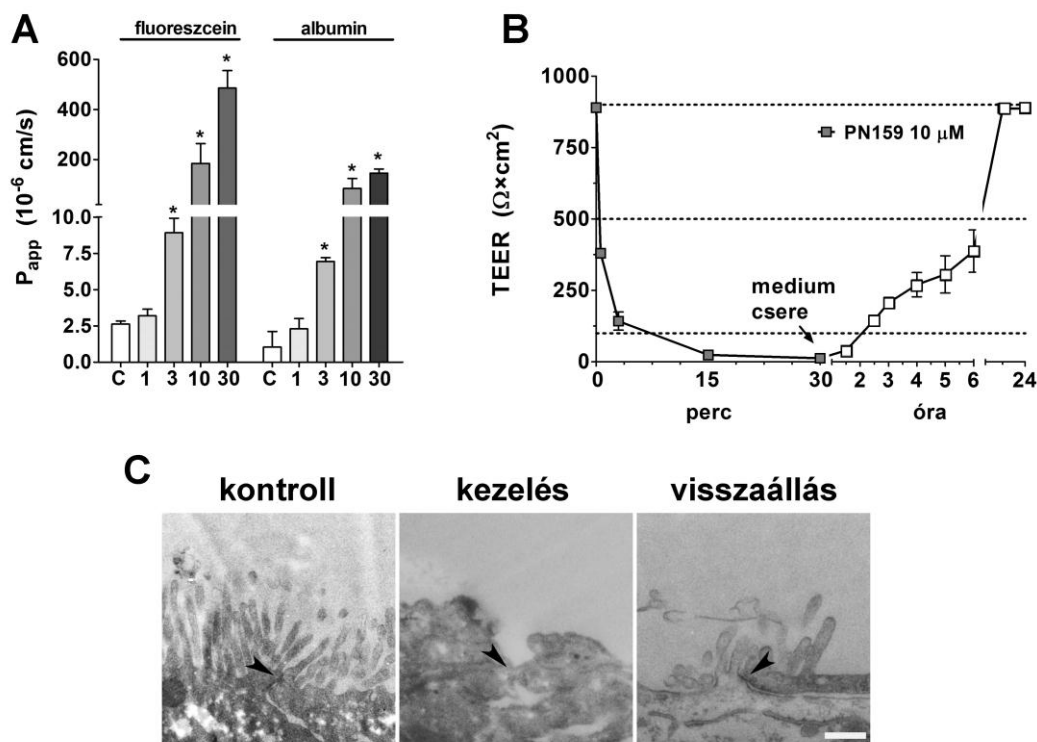 A
fluoreszcein albumin
600
400
200
10.0
7.5
5.0
2.5
0.0
P_app (10⁻⁶ cm/s)
C 1 3 10 30 C 1 3 10 30
* * * * * *
B
1000
750
500
250
0
TEER (Ω×cm²)
PN159 10 μM
medium
csere
0 15 30 2 3 4 5 6 24
perc óra
C
kontroll kezelés visszaállás